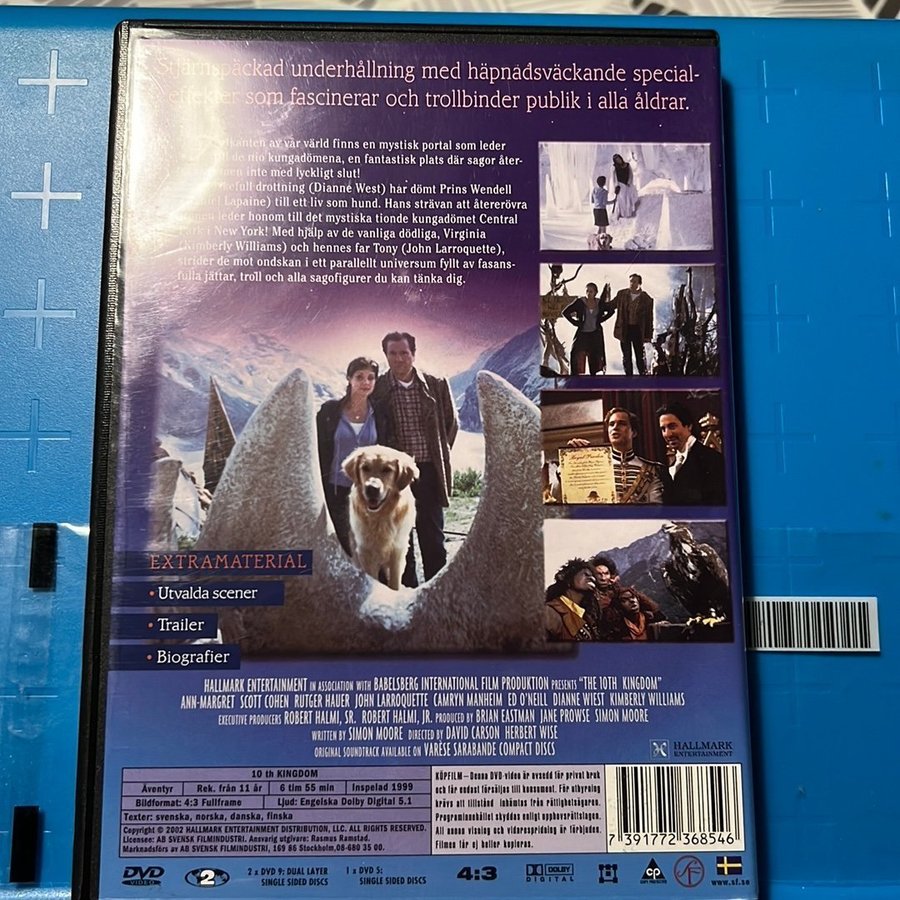 Stjärnspäckad underhållning med häpnadsväckande special-
effekter som fascinerar och trollbinder publik i alla åldrar.
av vår värld finns en mystisk portal som leder
de nio kungadömena, en fantastisk plats där sagor åter-
men inte med lyckligt slut!
drottning (Dianne West) har dömt Prins Wendell
Lapaine) till ett liv som hund. Hans strävan att återerövra
tronen leder honom till det mystiska tionde kungadömet Central
Park i New York! Med hjälp av de vanliga dödliga, Virginia
(Kimberly Williams) och hennes far Tony (John Larroquette),
strider de mot ondskan i ett parallellt universum fyllt av fasans-
fulla jättar, troll och alla sagofigurer du kan tänka dig.
EXTRAMATERIAL
• Utvalda scener
• Trailer
• Biografier
HALLMARK ENTERTAINMENT IN ASSOCIATION WITH BABELSBERG INTERNATIONAL FILM PRODUKTION PRESENTS "THE 10TH KINGDOM"
ANN-MARGRET SCOTT COHEN RUTGER HAUER JOHN LARROQUETTE CAMRYN MANHEIM ED O'NEILL DIANNE WIEST KIMBERLY WILLIAMS
EXECUTIVE PRODUCERS ROBERT HALMI, SR. ROBERT HALMI, JR. PRODUCED BY BRIAN EASTMAN JANE PROWSE SIMON MOORE
WRITTEN BY SIMON MOORE DIRECTED BY DAVID CARSON HERBERT WISE
ORIGINAL SOUNDTRACK AVAILABLE ON VARÈSE SARABANDE COMPACT DISCS
HALLMARK
ENTERTAINMENT
10 th KINGDOM
Äventyr Rek. från 11 år 6 tim 55 min Inspelad 1999
Bildformat: 4:3 Fullframe Ljud: Engelska Dolby Digital 5.1
Texter: svenska, norska, danska, finska
Copyright © 2002 HALLMARK ENTERTAINMENT DISTRIBUTION, LLC. ALL RIGHTS RESERVED.
Licensee: AB SVENSK FILMINDUSTRI. Ansvarig utgivare: Rasmus Ramstad.
Marknadsförs av AB SVENSK FILMINDUSTRI, 169 86 Stockholm, 08-680 35 00.
KÖPFILM – Denna DVD-video är avsedd för privat bruk
och får endast försäljas till konsument. För uthyrning
krävs att tillstånd inhämtas från rättighetsägaren.
Programinnehållet skyddas enligt upphovsrättslagen.
All annan visning och vidarespridning är förbjuden.
Filmen får ej heller kopieras.
7 391772 368546
DVD
VIDEO
2
2 x DVD 9: DUAL LAYER
SINGLE SIDED DISCS
1 x DVD 5:
SINGLE SIDED DISCS
4:3
DOLBY
DIGITAL
CP
COPY PROTECTED
SF
www.sf.se